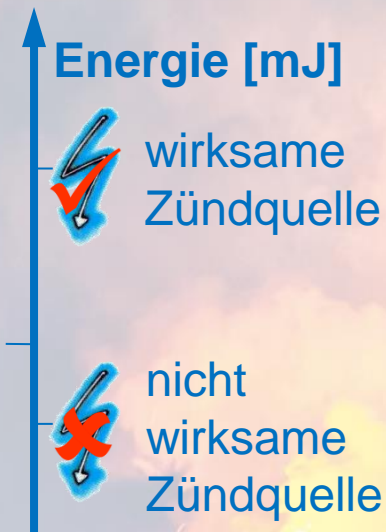 Energie [mJ]
wirksame
Zündquelle
nicht
wirksame
Zündquelle